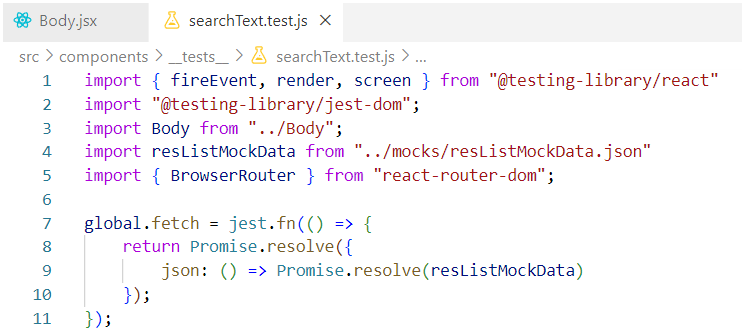 Body.jsx searchText.test.js ×
src > components > __tests__ > searchText.test.js > ...
1 import { fireEvent, render, screen } from "@testing-library/react"
2 import "@testing-library/jest-dom";
3 import Body from "../Body";
4 import resListMockData from "../mocks/resListMockData.json"
5 import { BrowserRouter } from "react-router-dom";
6
7 global.fetch = jest.fn(() => {
8     return Promise.resolve({
9         json: () => Promise.resolve(resListMockData)
10     });
11 });